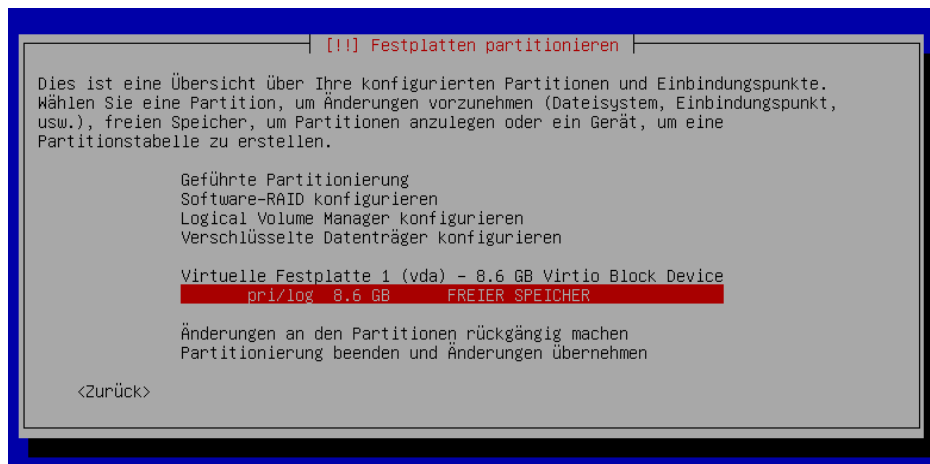 [!!] Festplatten partitionieren
Dies ist eine Übersicht über Ihre konfigurierten Partitionen und Einbindungspunkte.
Wählen Sie eine Partition, um Änderungen vorzunehmen (Dateisystem, Einbindungspunkt,
usw.), freien Speicher, um Partitionen anzulegen oder ein Gerät, um eine
Partitionstabelle zu erstellen.
Geführte Partitionierung
Software-RAID konfigurieren
Logical Volume Manager konfigurieren
Verschlüsselte Datenträger konfigurieren
Virtuelle Festplatte 1 (vda) - 8.6 GB Virtio Block Device
pri/log 8.6 GB FREIER SPEICHER
Änderungen an den Partitionen rückgängig machen
Partitionierung beenden und Änderungen übernehmen
<Zurück>